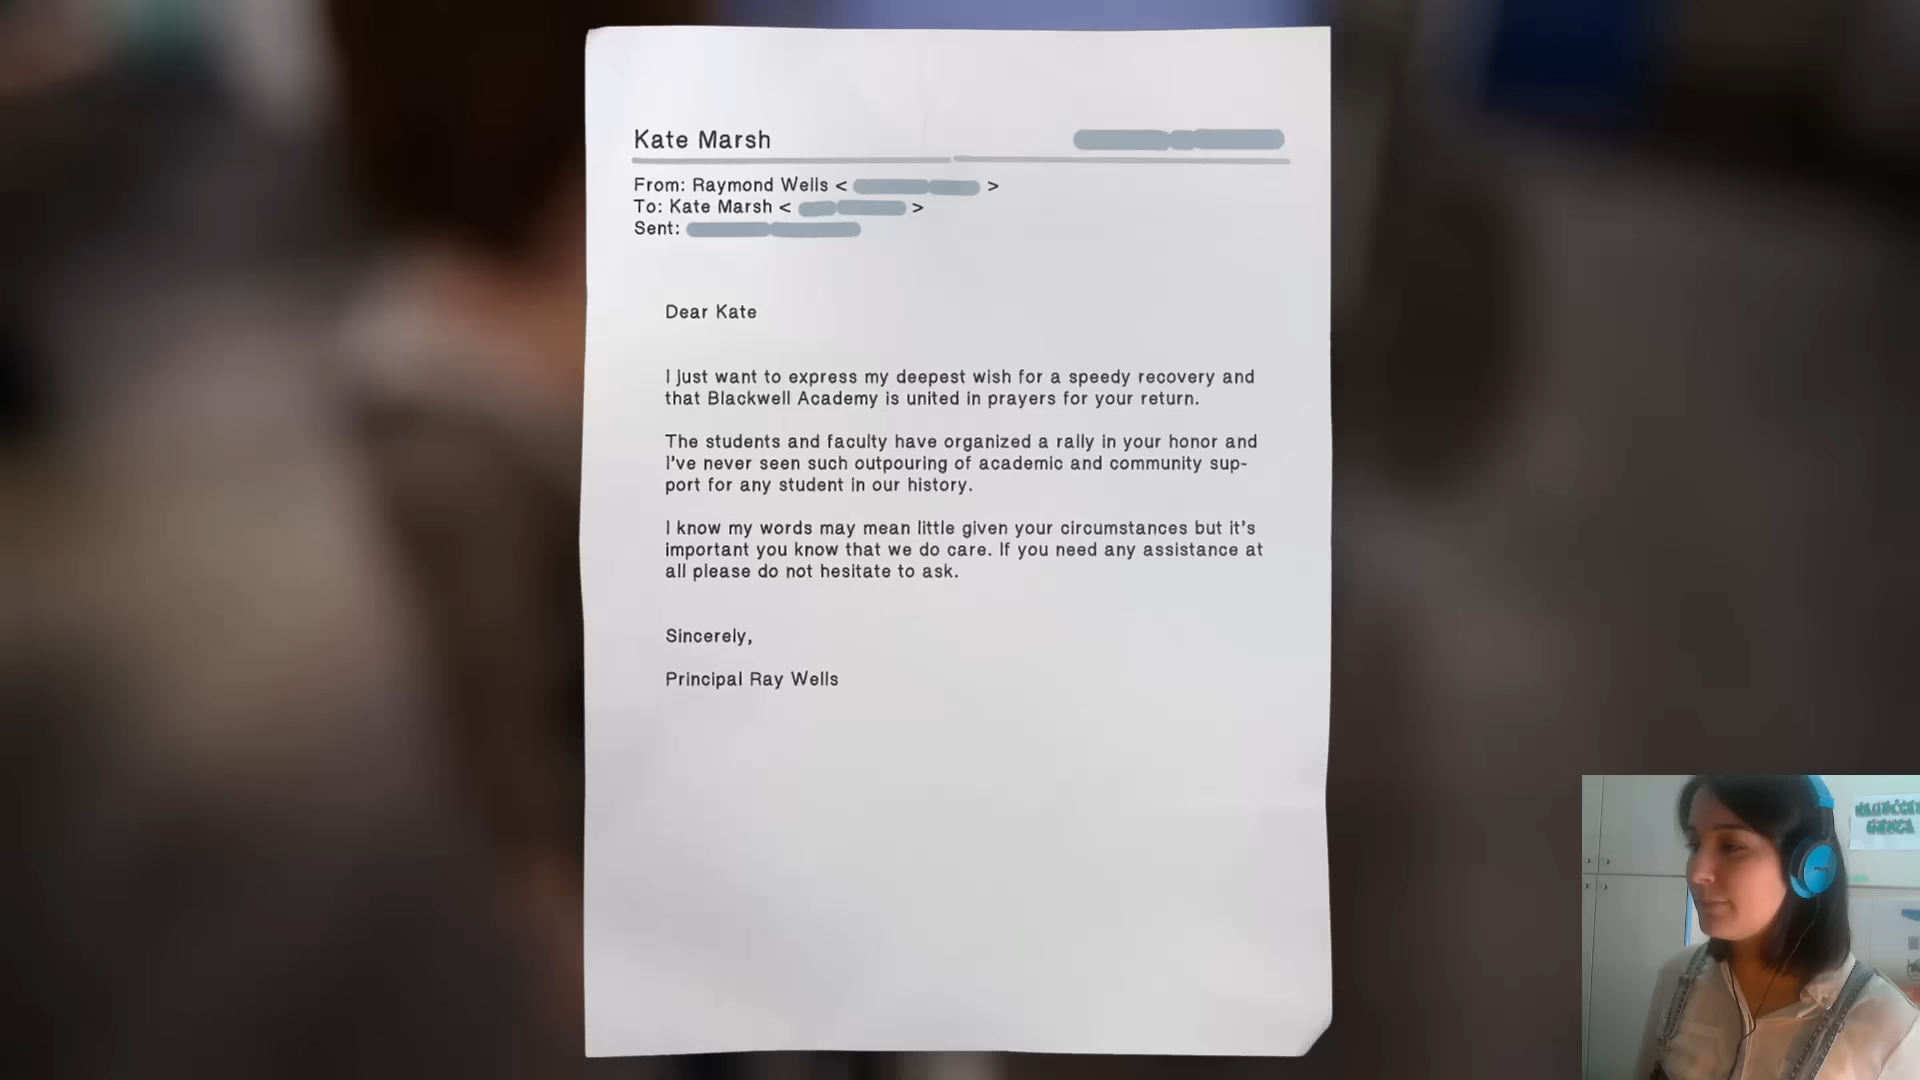 Kate Marsh
From: Raymond Wells < >
To: Kate Marsh < >
Sent:
Dear Kate
I just want to express my deepest wish for a speedy recovery and
that Blackwell Academy is united in prayers for your return.
The students and faculty have organized a rally in your honor and
I've never seen such outpouring of academic and community sup-
port for any student in our history.
I know my words may mean little given your circumstances but it's
important you know that we do care. If you need any assistance at
all please do not hesitate to ask.
Sincerely,
Principal Ray Wells